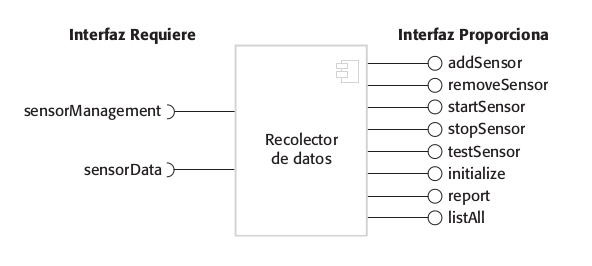 Interfaz Requiere
Interfaz Proporciona
addSensor
removeSensor
sensorManagement
startSensor
stopSensor
Recolector
de datos
testSensor
sensorData
initialize
report
listAll